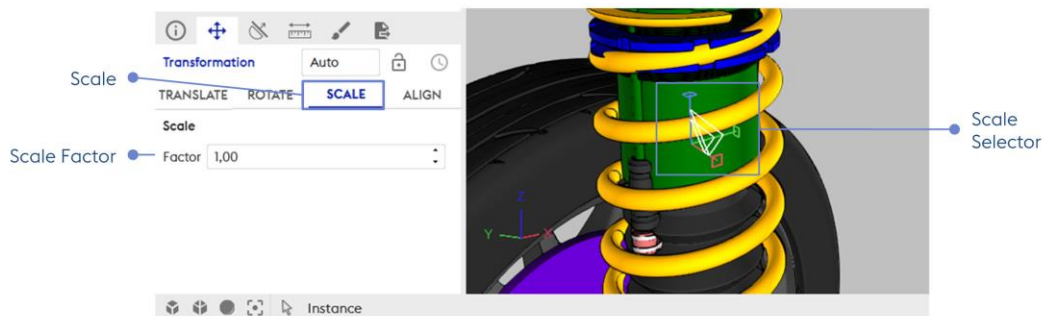 Transformation
Auto
Scale
TRANSLATE
ROTATE
SCALE
ALIGN
Scale
Scale Factor
Factor
1,00
Scale
Selector
Z
Y
X
Instance